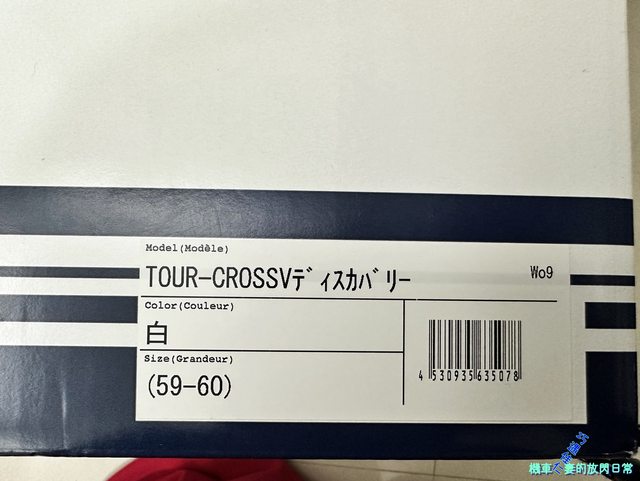 Model(Modèle)
TOUR-CROSSVﾃﾞｨｽｶﾊﾞﾘｰ
Wo9
Color(Couleur)
白
Size(Grandeur)
(59-60)
4 530935 635078
機車夫妻的放閃日常